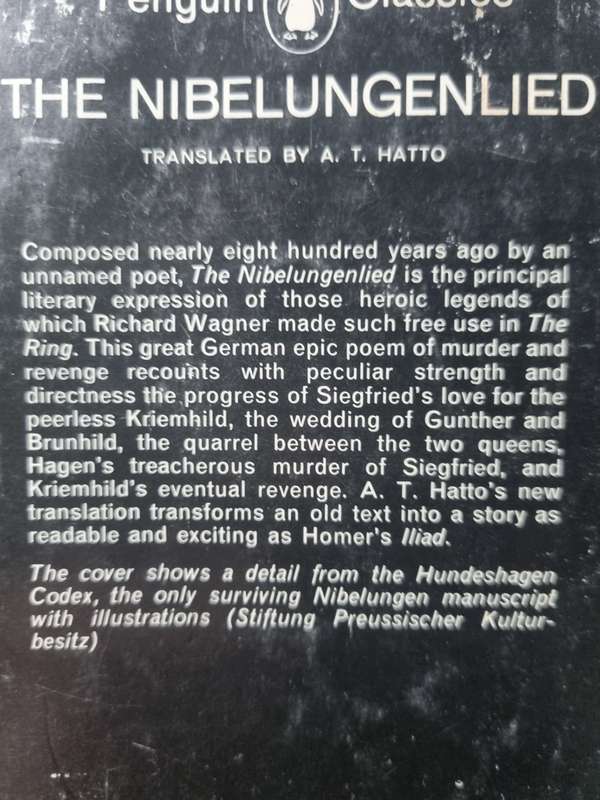 Penguin Classics
THE NIBELUNGENLIED
TRANSLATED BY A. T. HATTO
Composed nearly eight hundred years ago by an
unnamed poet, The Nibelungenlied is the principal
literary expression of those heroic legends of
which Richard Wagner made such free use in The
Ring. This great German epic poem of murder and
revenge recounts with peculiar strength and
directness the progress of Siegfried's love for the
peerless Kriemhild, the wedding of Gunther and
Brunhild, the quarrel between the two queens,
Hagen's treacherous murder of Siegfried, and
Kriemhild's eventual revenge. A. T. Hatto's new
translation transforms an old text into a story as
readable and exciting as Homer's Iliad.
The cover shows a detail from the Hundeshagen
Codex, the only surviving Nibelungen manuscript
with illustrations (Stiftung Preussischer Kultur-
besitz)